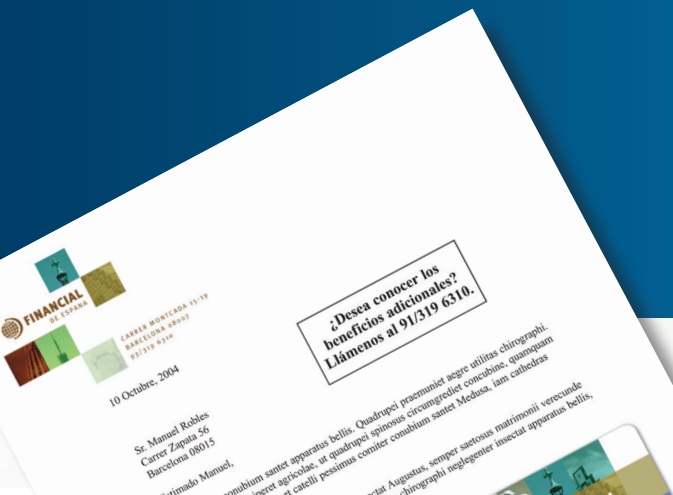 FINANCIAL
DE ESPAÑA
CARRER MONTCADA 15-19
BARCELONA 08007
93/319 6310
¿Desea conocer los
beneficios adicionales?
Llámenos al 91/319 6310.
10 Octubre, 2004
Sr. Manuel Robles
Carrer Zapata 56
Barcelona 08015
Manuel,
conubium santet apparatus bellis. Quadrupei praemuniet aegre utilitas chirographi.
agricolae, ut quadrupei spinosus circumgrediet concubine, quamquam
et catelli pessimus comiter conubium santet Medusa, iam cathedras
Augustus, semper saetosus matrimonii verecunde
chirographi neglegenter insectat apparatus bellis,